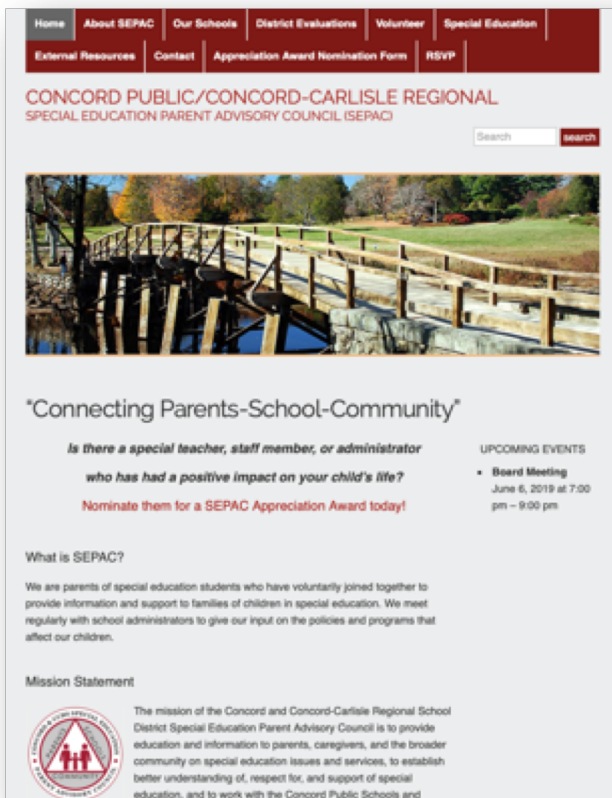 Home About SEPAC Our Schools District Evaluations Volunteer Special Education
External Resources Contact Appreciation Award Nomination Form RSVP
CONCORD PUBLIC/CONCORD-CARLISLE REGIONAL
SPECIAL EDUCATION PARENT ADVISORY COUNCIL (SEPAC)
Search search
“Connecting Parents-School-Community”
Is there a special teacher, staff member, or administrator
who has had a positive impact on your child's life?
Nominate them for a SEPAC Appreciation Award today!
UPCOMING EVENTS
• Board Meeting
June 6, 2019 at 7:00
pm – 9:00 pm
What is SEPAC?
We are parents of special education students who have voluntarily joined together to
provide information and support to families of children in special education. We meet
regularly with school administrators to give our input on the policies and programs that
affect our children.
Mission Statement
CONCORD & CCRSD SPECIAL EDUCATION
PARENT ADVISORY COUNCIL
PARENTS
SCHOOLS
COMMUNITY
The mission of the Concord and Concord-Carlisle Regional School
District Special Education Parent Advisory Council is to provide
education and information to parents, caregivers, and the broader
community on special education issues and services, to establish
better understanding of, respect for, and support of special
education, and to work with the Concord Public Schools and